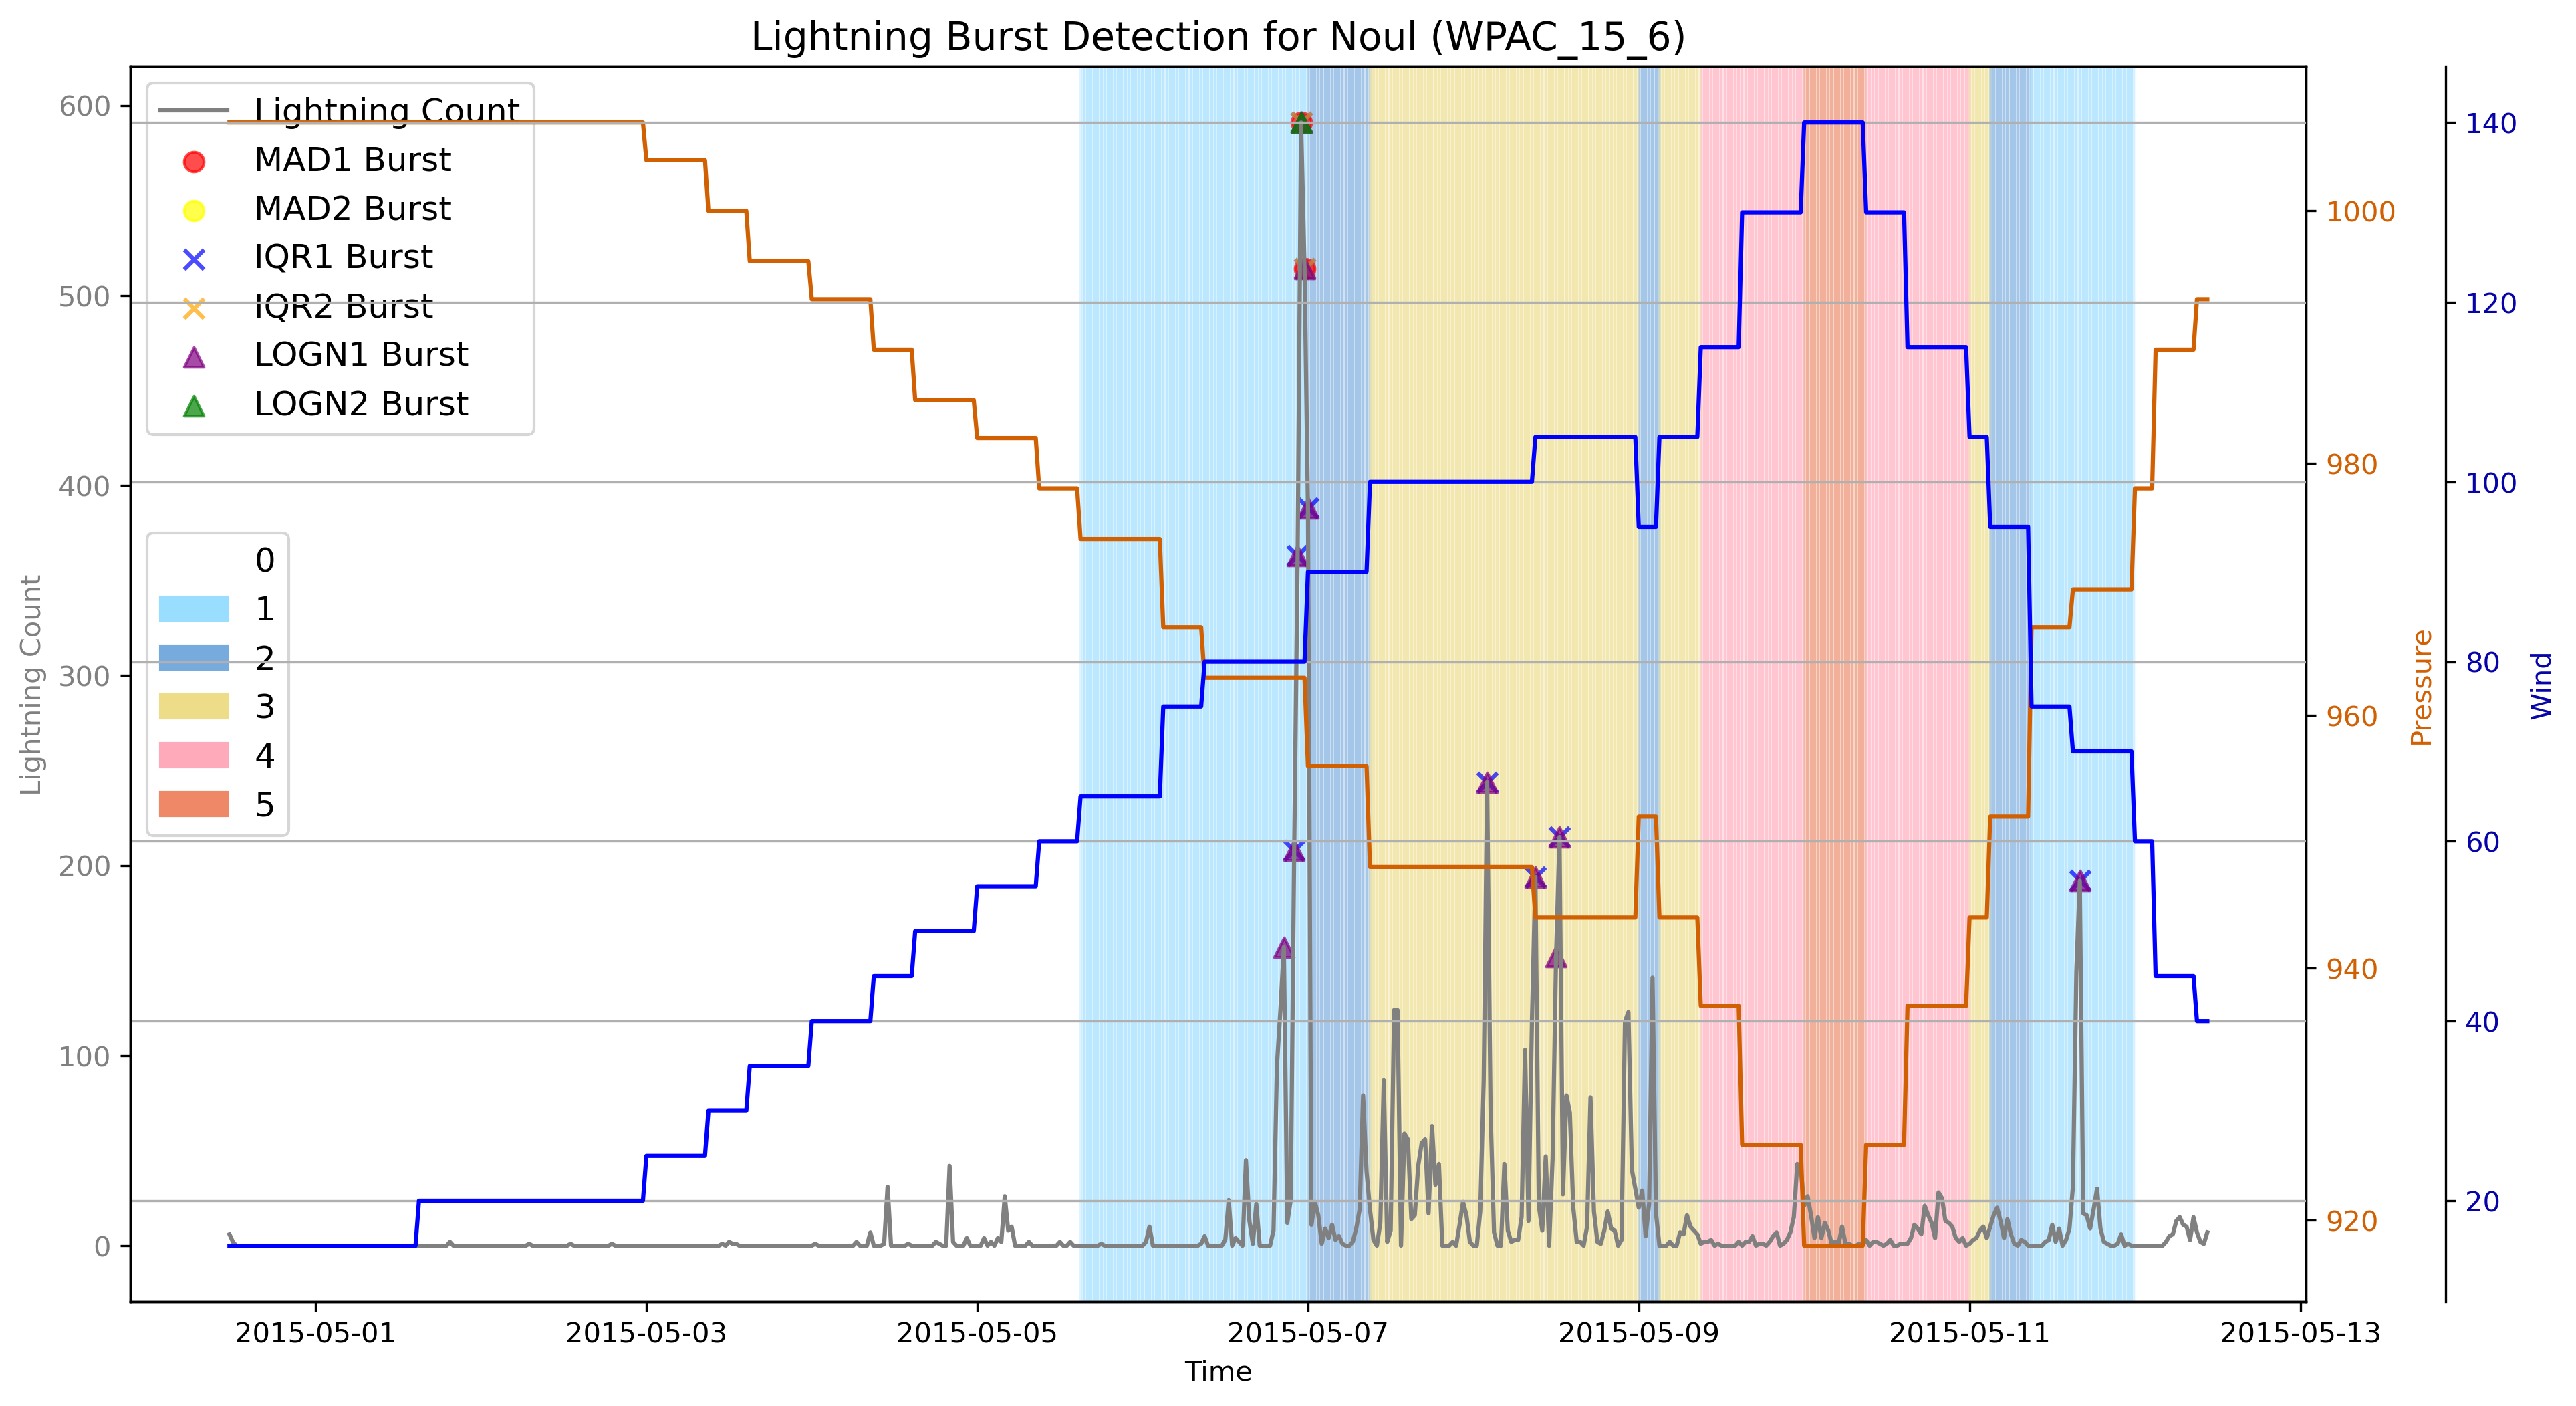 Lightning Burst Detection for Noul (WPAC_15_6)
Lightning Count
MAD1 Burst
MAD2 Burst
IQR1 Burst
IQR2 Burst
LOGN1 Burst
LOGN2 Burst
0
1
2
3
4
5
600
500
400
300
200
100
0
Lightning Count
1000
980
960
940
920
Pressure
140
120
100
80
60
40
20
Wind
2015-05-01
2015-05-03
2015-05-05
2015-05-07
2015-05-09
2015-05-11
2015-05-13
Time